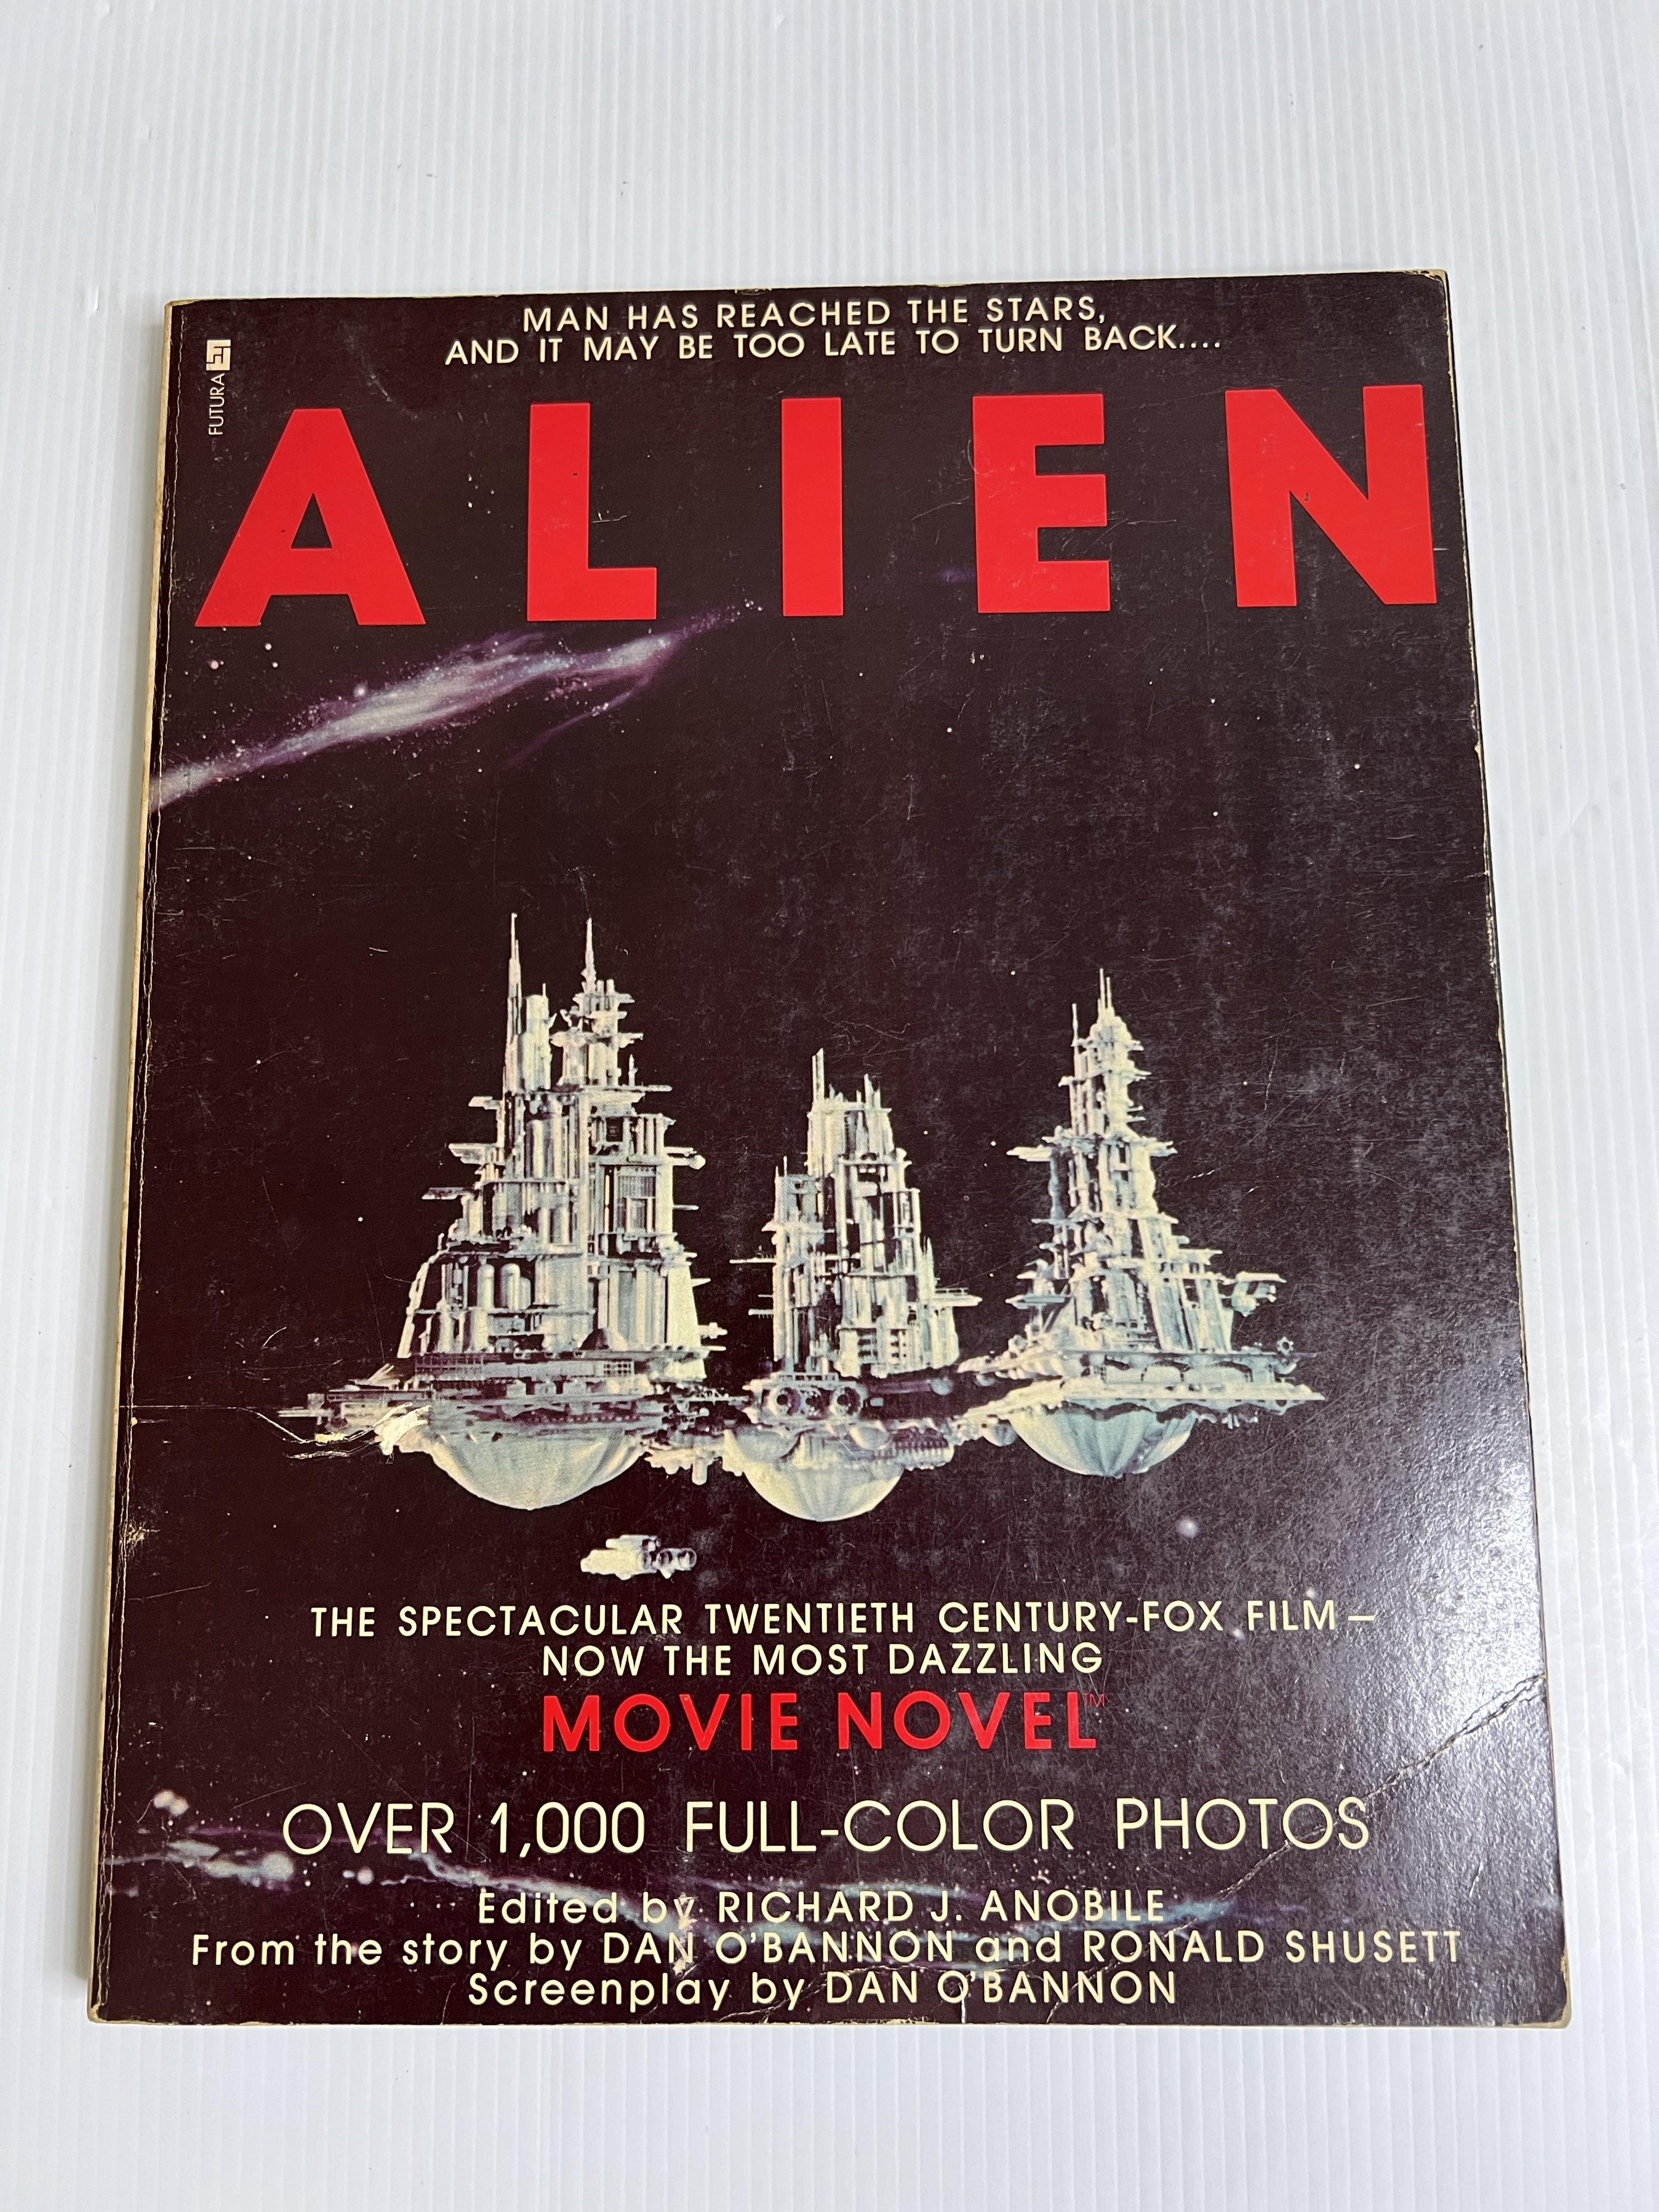 MAN HAS REACHED THE STARS,
AND IT MAY BE TOO LATE TO TURN BACK....
FUTURA
ALIEN
THE SPECTACULAR TWENTIETH CENTURY-FOX FILM—
NOW THE MOST DAZZLING
MOVIE NOVEL™
OVER 1,000 FULL-COLOR PHOTOS
Edited by RICHARD J. ANOBILE
From the story by DAN O'BANNON and RONALD SHUSETT
Screenplay by DAN O'BANNON